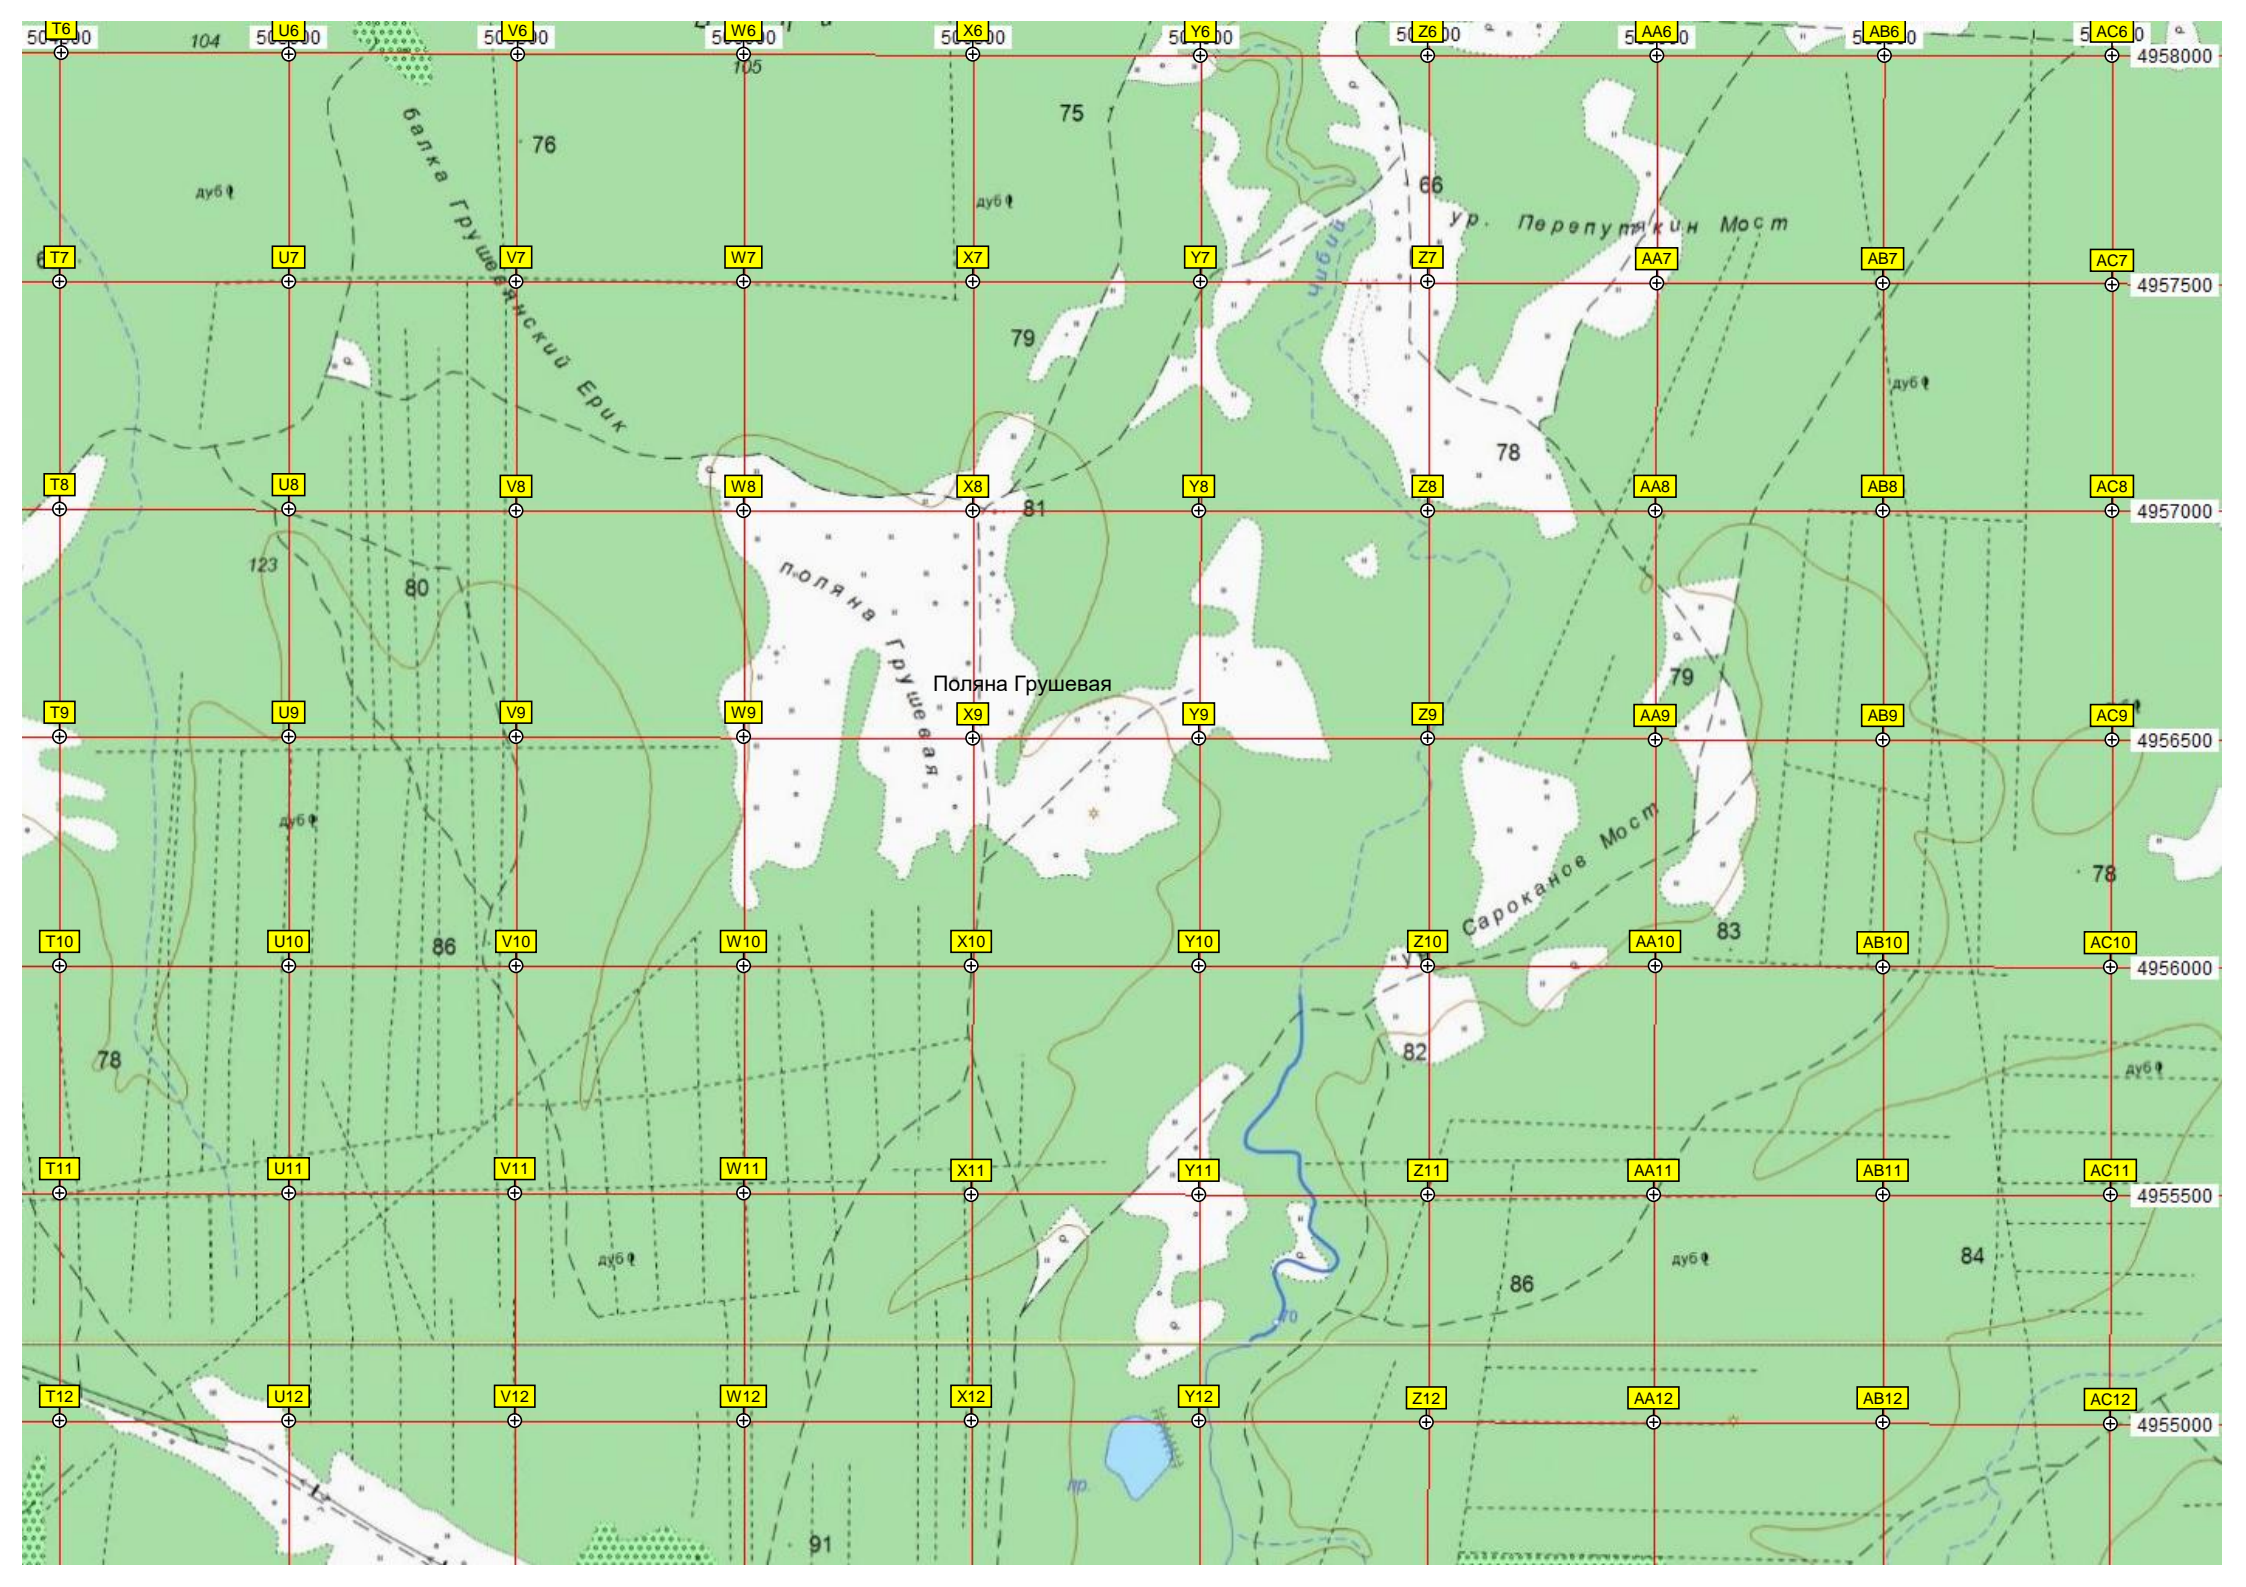 T6 U6 V6 W6 X6 Y6 Z6 AA6 AB6 AC6
104
105
4958000
75
76
балка Грушеванский Ерик
дуб
дуб
66
ур. Перепуткин Мост
Чибий
T7 U7 V7 W7 X7 Y7 Z7 AA7 AB7 AC7
4957500
79
дуб
78
T8 U8 V8 W8 X8 Y8 Z8 AA8 AB8 AC8
4957000
81
123
80
поляна Грушевая
Поляна Грушевая
79
T9 U9 V9 W9 X9 Y9 Z9 AA9 AB9 AC9
4956500
дуб
Сароканов Мост
78
83
86
T10 U10 V10 W10 X10 Y10 Z10 AA10 AB10 AC10
4956000
78
82
дуб
T11 U11 V11 W11 X11 Y11 Z11 AA11 AB11 AC11
4955500
дуб
дуб
84
86
70
T12 U12 V12 W12 X12 Y12 Z12 AA12 AB12 AC12
4955000
пр.
91